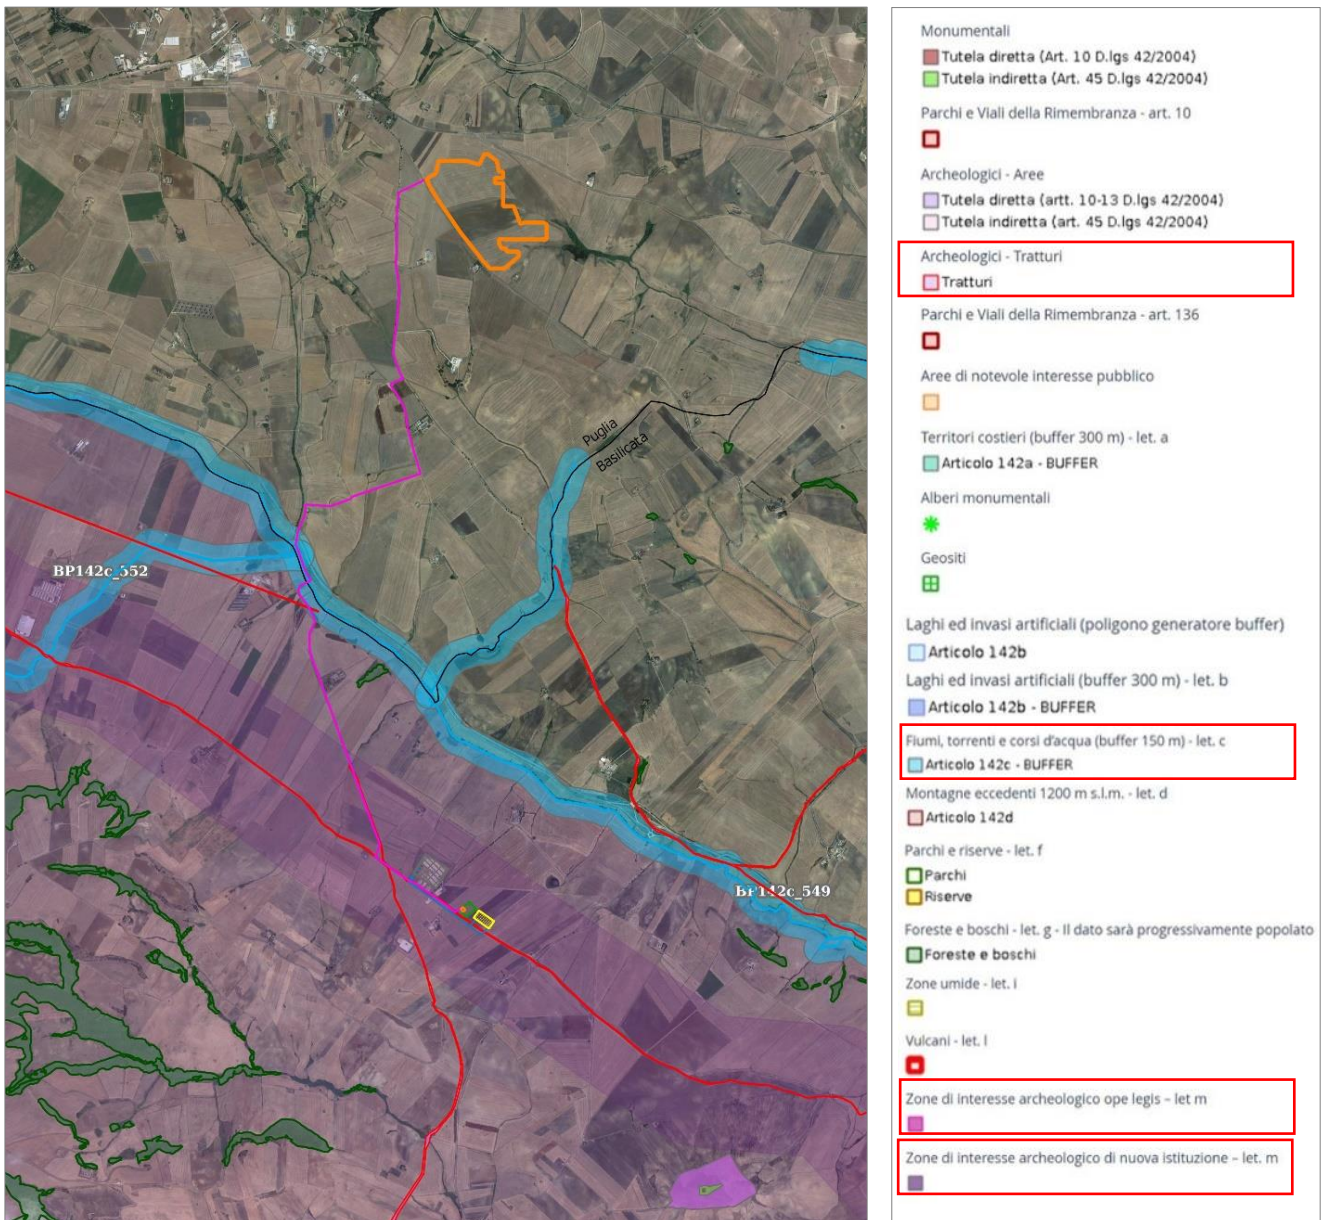 Puglia
Basilicata
BP142c_552
BP142c_549
Monumentali
Tutela diretta (Art. 10 D.lgs 42/2004)
Tutela indiretta (Art. 45 D.lgs 42/2004)
Parchi e Viali della Rimembranza - art. 10
Archeologici - Aree
Tutela diretta (artt. 10-13 D.lgs 42/2004)
Tutela indiretta (art. 45 D.lgs 42/2004)
Archeologici - Tratturi
Tratturi
Parchi e Viali della Rimembranza - art. 136
Aree di notevole interesse pubblico
Territori costieri (buffer 300 m) - let. a
Articolo 142a - BUFFER
Alberi monumentali
Geositi
Laghi ed invasi artificiali (poligono generatore buffer)
Articolo 142b
Laghi ed invasi artificiali (buffer 300 m) - let. b
Articolo 142b - BUFFER
Fiumi, torrenti e corsi d'acqua (buffer 150 m) - let. c
Articolo 142c - BUFFER
Montagne eccedenti 1200 m s.l.m. - let. d
Articolo 142d
Parchi e riserve - let. f
Parchi
Riserve
Foreste e boschi - let. g - Il dato sarà progressivamente popolato
Foreste e boschi
Zone umide - let. i
Vulcani - let. l
Zone di interesse archeologico ope legis – let m
Zone di interesse archeologico di nuova istituzione – let. m